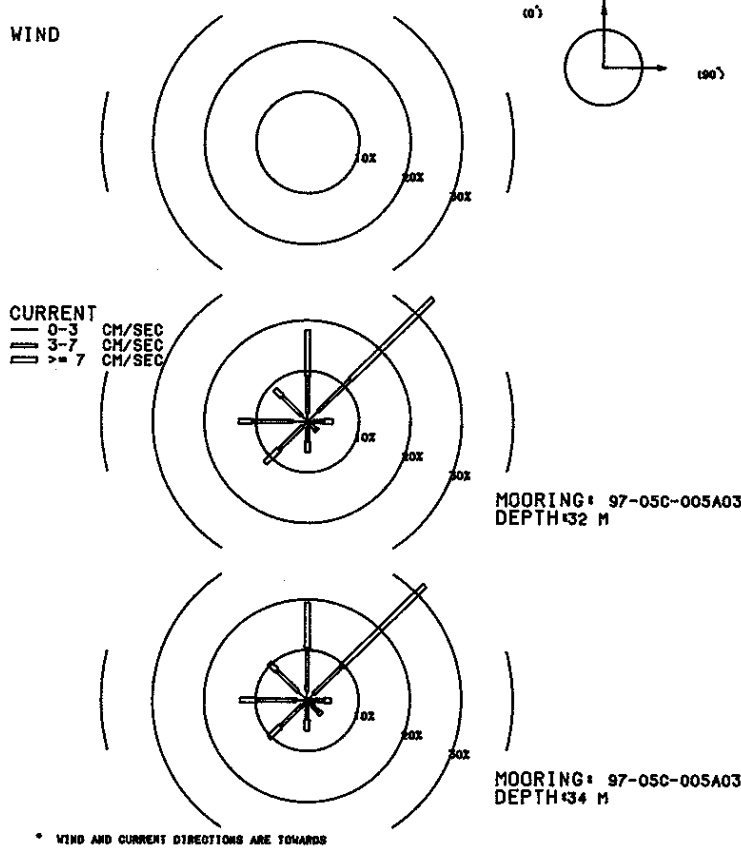 (0°)
WIND
(90°)
10%
20%
30%
CURRENT
0-3 CM/SEC
3-7 CM/SEC
>= 7 CM/SEC
10%
20%
30%
MOORING: 97-05C-005A03
DEPTH:32 M
10%
20%
30%
MOORING: 97-05C-005A03
DEPTH:34 M
* WIND AND CURRENT DIRECTIONS ARE TOWARDS